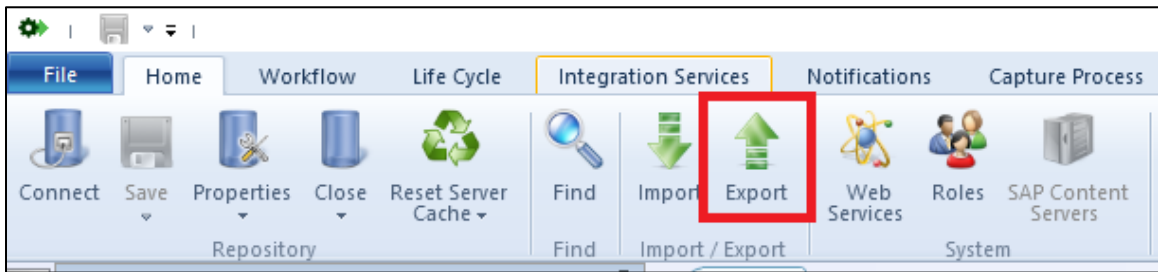 File Home Workflow Life Cycle Integration Services Notifications Capture Process
Connect Save Properties Close Reset Server Cache Find Import Export Web Services Roles SAP Content Servers
Repository Find Import / Export System